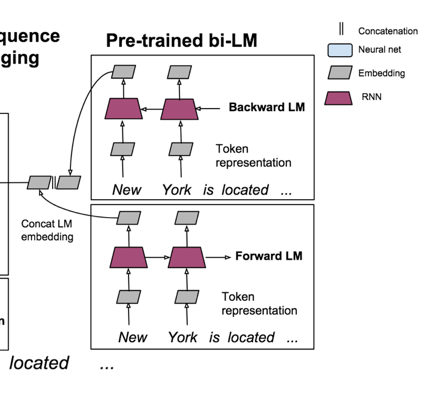 quence
ging
Pre-trained bi-LM
|| Concatenation
Neural net
Embedding
RNN
Backward LM
Token
representation
New York is located ...
Concat LM
embedding
||
Forward LM
Token
representation
New York is located ...
n
located ...